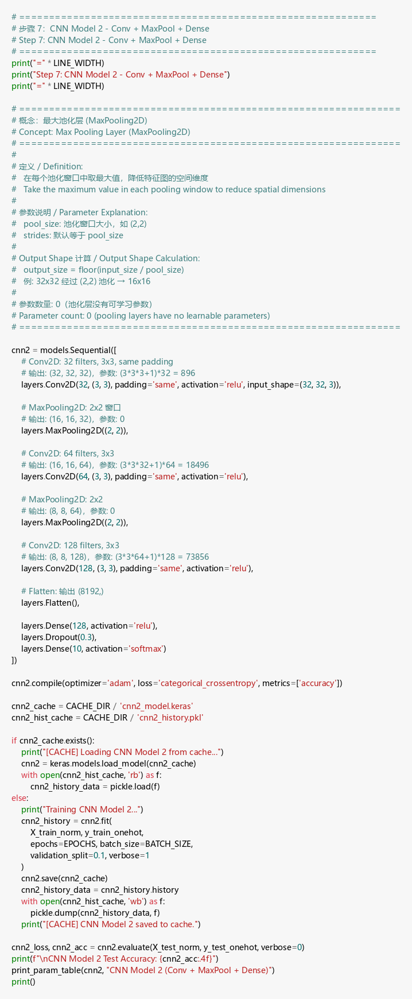 # ============================================================
# 步骤 7：CNN Model 2 - Conv + MaxPool + Dense
# Step 7: CNN Model 2 - Conv + MaxPool + Dense
# ============================================================
print("=" * LINE_WIDTH)
print("Step 7: CNN Model 2 - Conv + MaxPool + Dense")
print("=" * LINE_WIDTH)

# ================================================================
# 概念：最大池化层 (MaxPooling2D)
# Concept: Max Pooling Layer (MaxPooling2D)
# ================================================================
#
# 定义 / Definition:
#   在每个池化窗口中取最大值，降低特征图的空间维度
#   Take the maximum value in each pooling window to reduce spatial dimensions
#
# 参数说明 / Parameter Explanation:
#   pool_size: 池化窗口大小，如 (2,2)
#   strides: 默认等于 pool_size
#
# Output Shape 计算 / Output Shape Calculation:
#   output_size = floor(input_size / pool_size)
#   例: 32x32 经过 (2,2) 池化 → 16x16
#
# 参数数量: 0（池化层没有可学习参数）
# Parameter count: 0 (pooling layers have no learnable parameters)
# ================================================================

cnn2 = models.Sequential([
    # Conv2D: 32 filters, 3x3, same padding
    # 输出: (32, 32, 32)，参数: (3*3*3+1)*32 = 896
    layers.Conv2D(32, (3, 3), padding='same', activation='relu', input_shape=(32, 32, 3)),

    # MaxPooling2D: 2x2 窗口
    # 输出: (16, 16, 32)，参数: 0
    layers.MaxPooling2D((2, 2)),

    # Conv2D: 64 filters, 3x3
    # 输出: (16, 16, 64)，参数: (3*3*32+1)*64 = 18496
    layers.Conv2D(64, (3, 3), padding='same', activation='relu'),

    # MaxPooling2D: 2x2
    # 输出: (8, 8, 64)，参数: 0
    layers.MaxPooling2D((2, 2)),

    # Conv2D: 128 filters, 3x3
    # 输出: (8, 8, 128)，参数: (3*3*64+1)*128 = 73856
    layers.Conv2D(128, (3, 3), padding='same', activation='relu'),

    # Flatten: 输出 (8192,)
    layers.Flatten(),

    layers.Dense(128, activation='relu'),
    layers.Dropout(0.3),
    layers.Dense(10, activation='softmax')
])

cnn2.compile(optimizer='adam', loss='categorical_crossentropy', metrics=['accuracy'])

cnn2_cache = CACHE_DIR / 'cnn2_model.keras'
cnn2_hist_cache = CACHE_DIR / 'cnn2_history.pkl'

if cnn2_cache.exists():
    print("[CACHE] Loading CNN Model 2 from cache...")
    cnn2 = keras.models.load_model(cnn2_cache)
    with open(cnn2_hist_cache, 'rb') as f:
        cnn2_history_data = pickle.load(f)
else:
    print("Training CNN Model 2...")
    cnn2_history = cnn2.fit(
        X_train_norm, y_train_onehot,
        epochs=EPOCHS, batch_size=BATCH_SIZE,
        validation_split=0.1, verbose=1
    )
    cnn2.save(cnn2_cache)
    cnn2_history_data = cnn2_history.history
    with open(cnn2_hist_cache, 'wb') as f:
        pickle.dump(cnn2_history_data, f)
    print("[CACHE] CNN Model 2 saved to cache.")

cnn2_loss, cnn2_acc = cnn2.evaluate(X_test_norm, y_test_onehot, verbose=0)
print(f"\nCNN Model 2 Test Accuracy: {cnn2_acc:.4f}")
print_param_table(cnn2, "CNN Model 2 (Conv + MaxPool + Dense)")
print()